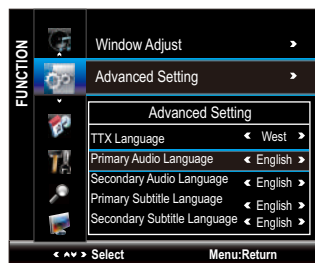 FUNCTION
Window Adjust
Advanced Setting
Advanced Setting
TTX Language West
Primary Audio Language English
Secondary Audio Language English
Primary Subtitle Language English
Secondary Subtitle Language English
Select Menu:Return